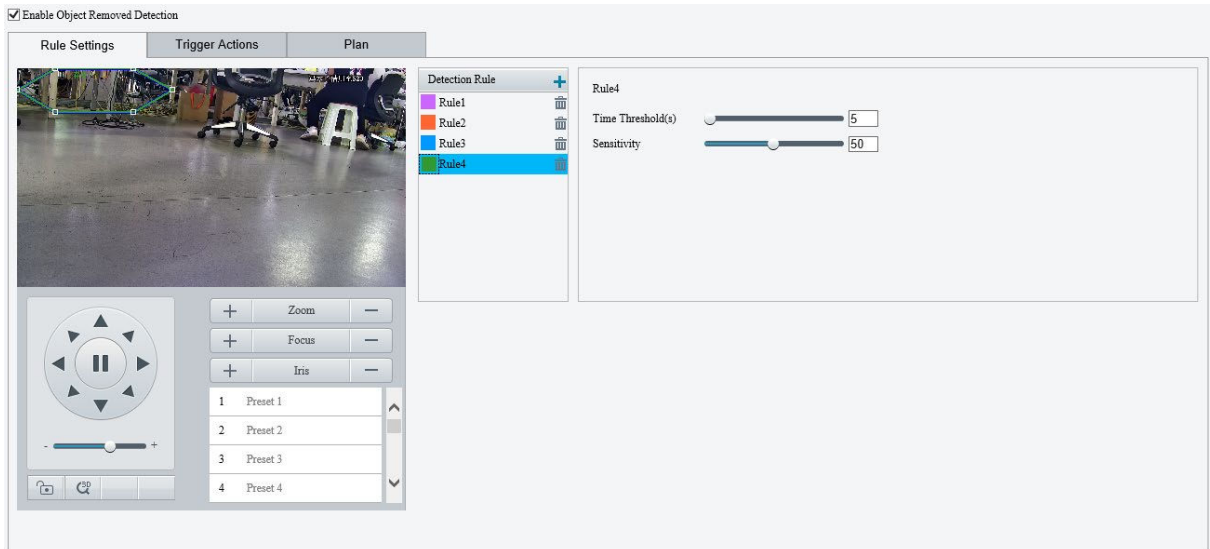 Enable Object Removed Detection
Rule Settings
Trigger Actions
Plan
Detection Rule
Rule1
Rule2
Rule3
Rule4
Rule4
Time Threshold(s) 5
Sensitivity 50
+ Zoom —
+ Focus —
+ Iris —
1 Preset 1
2 Preset 2
3 Preset 3
4 Preset 4
- +
3D